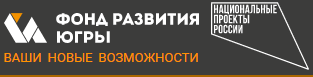 ФОНД РАЗВИТИЯ
ЮГРЫ
ВАШИ НОВЫЕ ВОЗМОЖНОСТИ
НАЦИОНАЛЬНЫЕ
ПРОЕКТЫ
РОССИИ